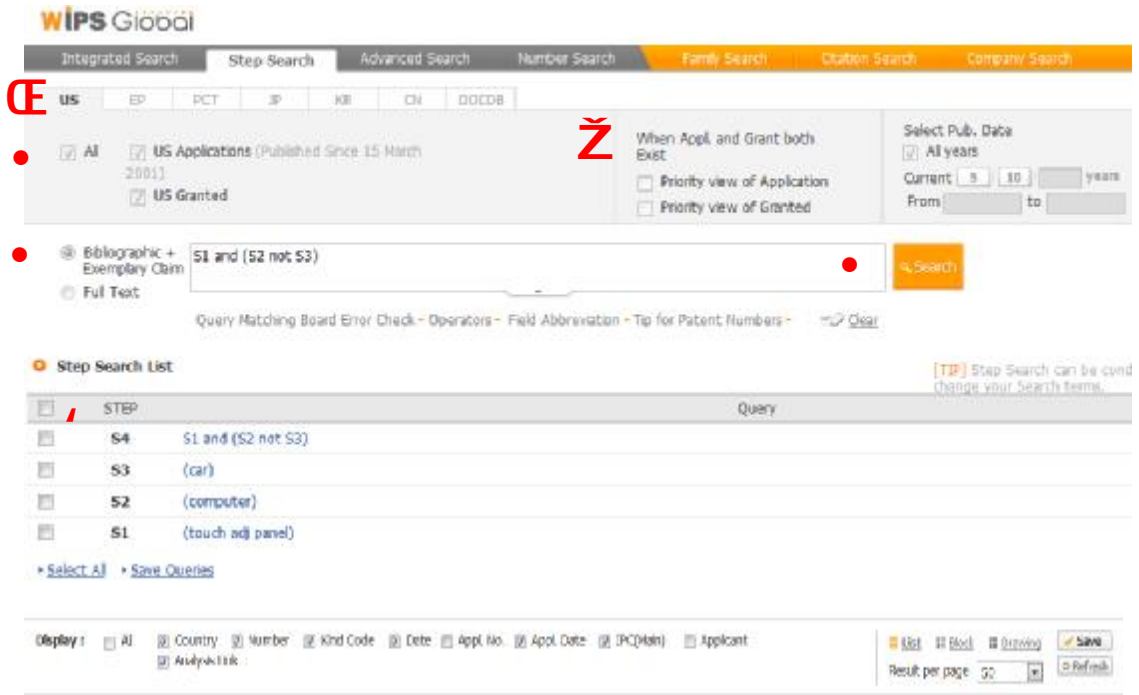 WIPS Global
Integrated Search Step Search Advanced Search Number Search Family Search Citation Search Company Search
Œ US EP PCT JP KR CN DOCDB
Ž
All US Applications (Published Since 15 March 2001)
US Granted
When Appl. and Grant both Exist
Priority view of Application
Priority view of Granted
Select Pub. Data
All years
Current 5 10 years
From to
Bibliographic + Exemplary Claim
Full Text
S1 and (S2 not S3)
Search
Query Matching Board Error Check - Operators - Field Abbreviation - Tip for Patent Numbers - Clear
Step Search List
[TIP] Step Search can be cond
change your Search terms.
STEP Query
S4 S1 and (S2 not S3)
S3 (car)
S2 (computer)
S1 (touch adj panel)
Select All Save Queries
Display : All Country Number Kind Code Date Appl. No. Appl. Date IPC(Main) Applicant
Analysis Link
List Block Drawing Save
Result per page 50 Refresh